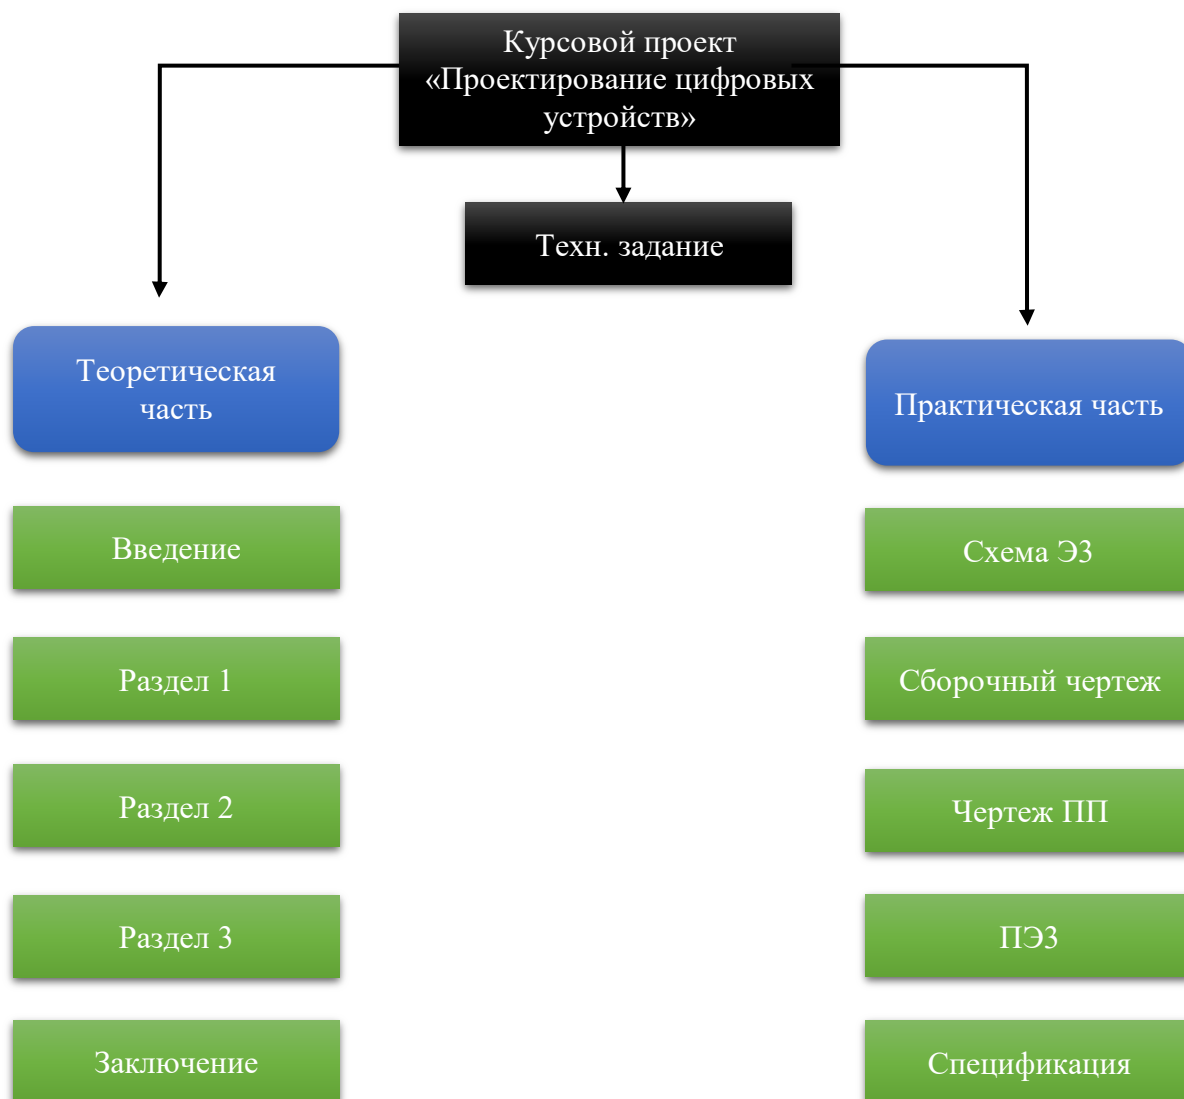 Курсовой проект
«Проектирование цифровых
устройств»
Техн. задание
Теоретическая
часть
Практическая часть
Введение
Схема Э3
Раздел 1
Сборочный чертеж
Раздел 2
Чертеж ПП
Раздел 3
ПЭ3
Заключение
Спецификация